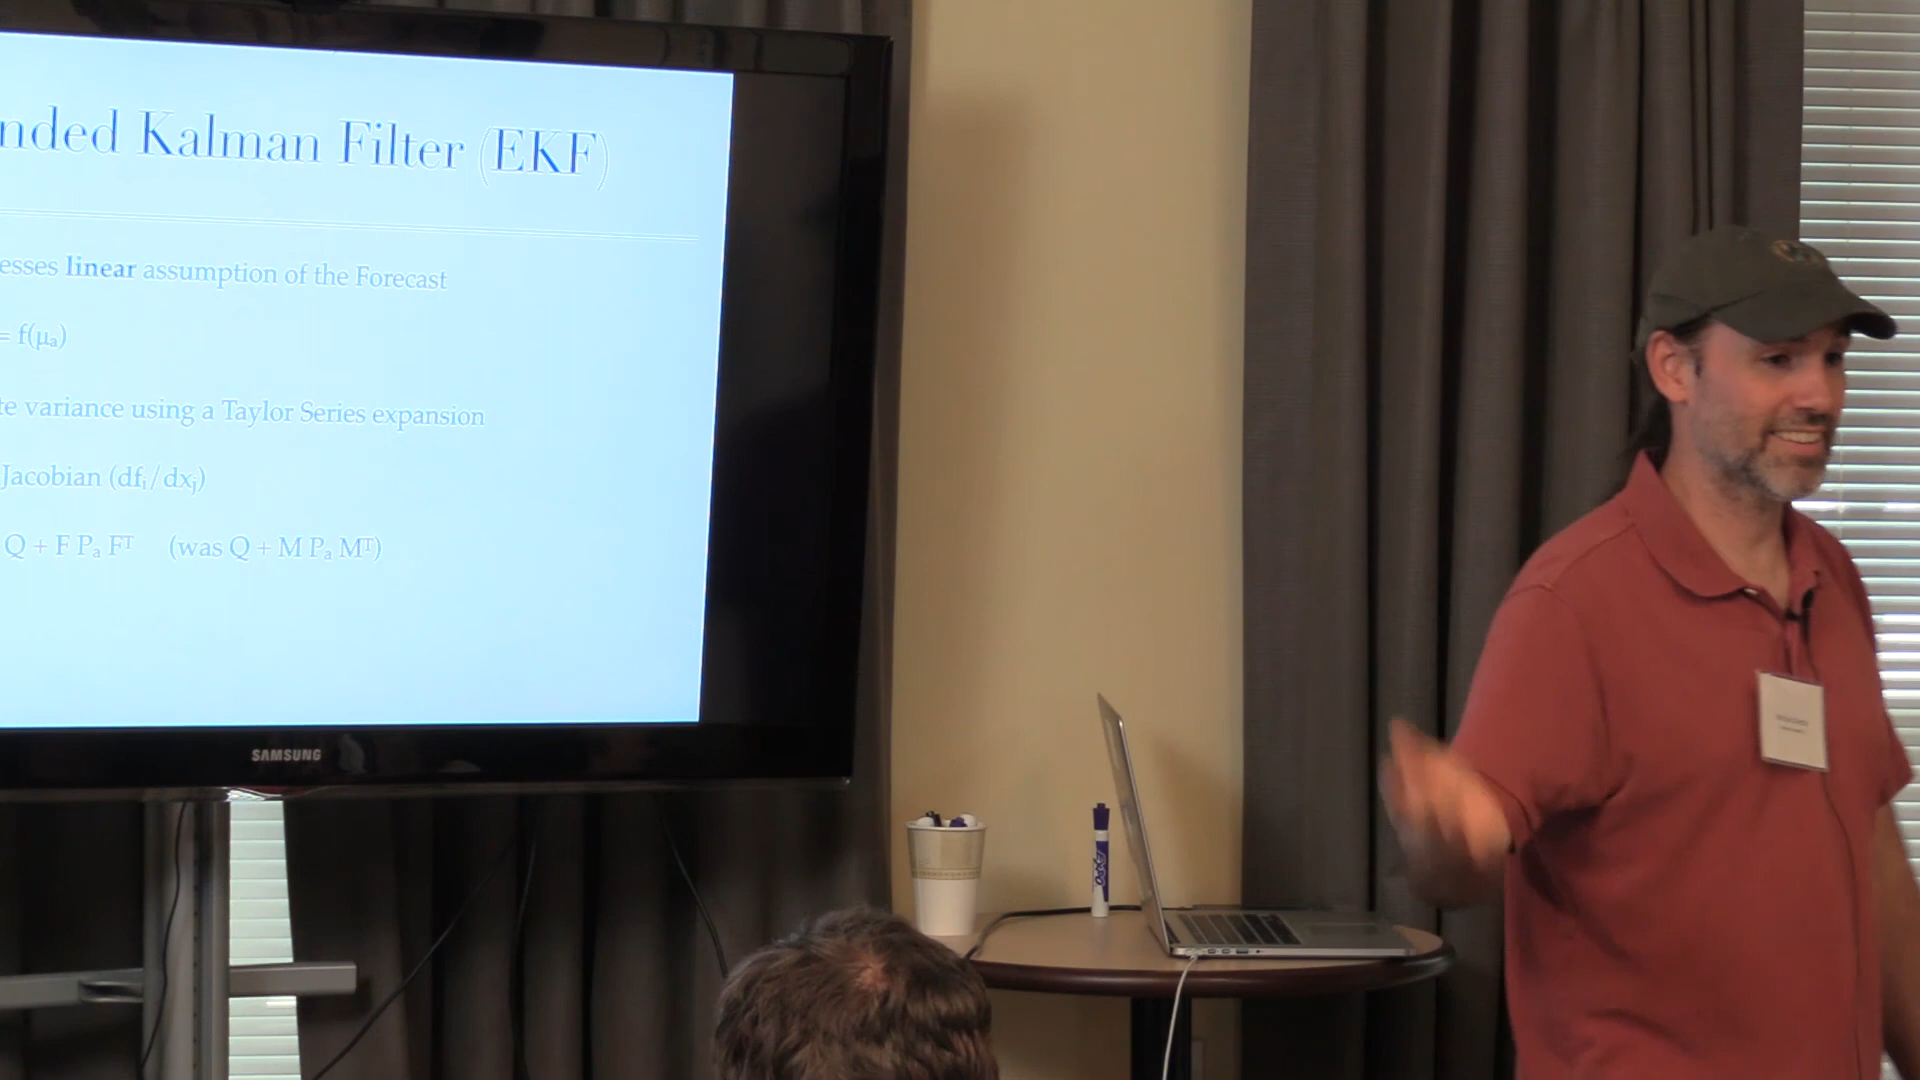 nded Kalman Filter (EKF)
esses linear assumption of the Forecast
= f(μₐ)
te variance using a Taylor Series expansion
Jacobian (dfᵢ/dxⱼ)
Q + F Pₐ Fᵀ (was Q + M Pₐ Mᵀ)
SAMSUNG